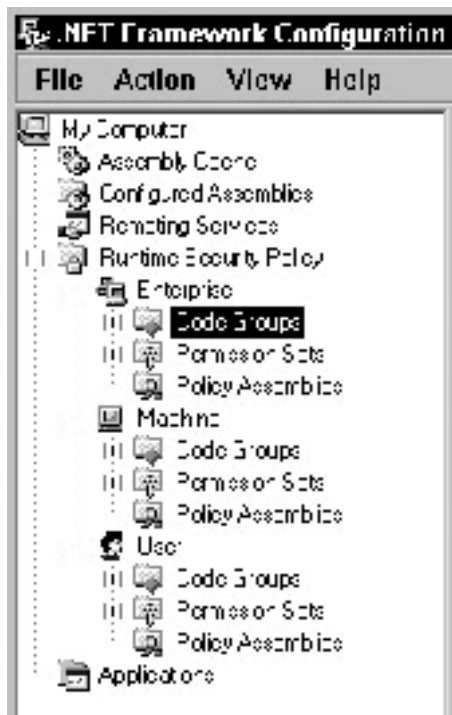 .NET Framework Configuration
File Action View Help
My Computer
Assembly Cache
Configured Assemblies
Remoting Services
Runtime Security Policy
Enterprise
Code Groups
Permission Sets
Policy Assemblies
Machine
Code Groups
Permission Sets
Policy Assemblies
User
Code Groups
Permission Sets
Policy Assemblies
Applications